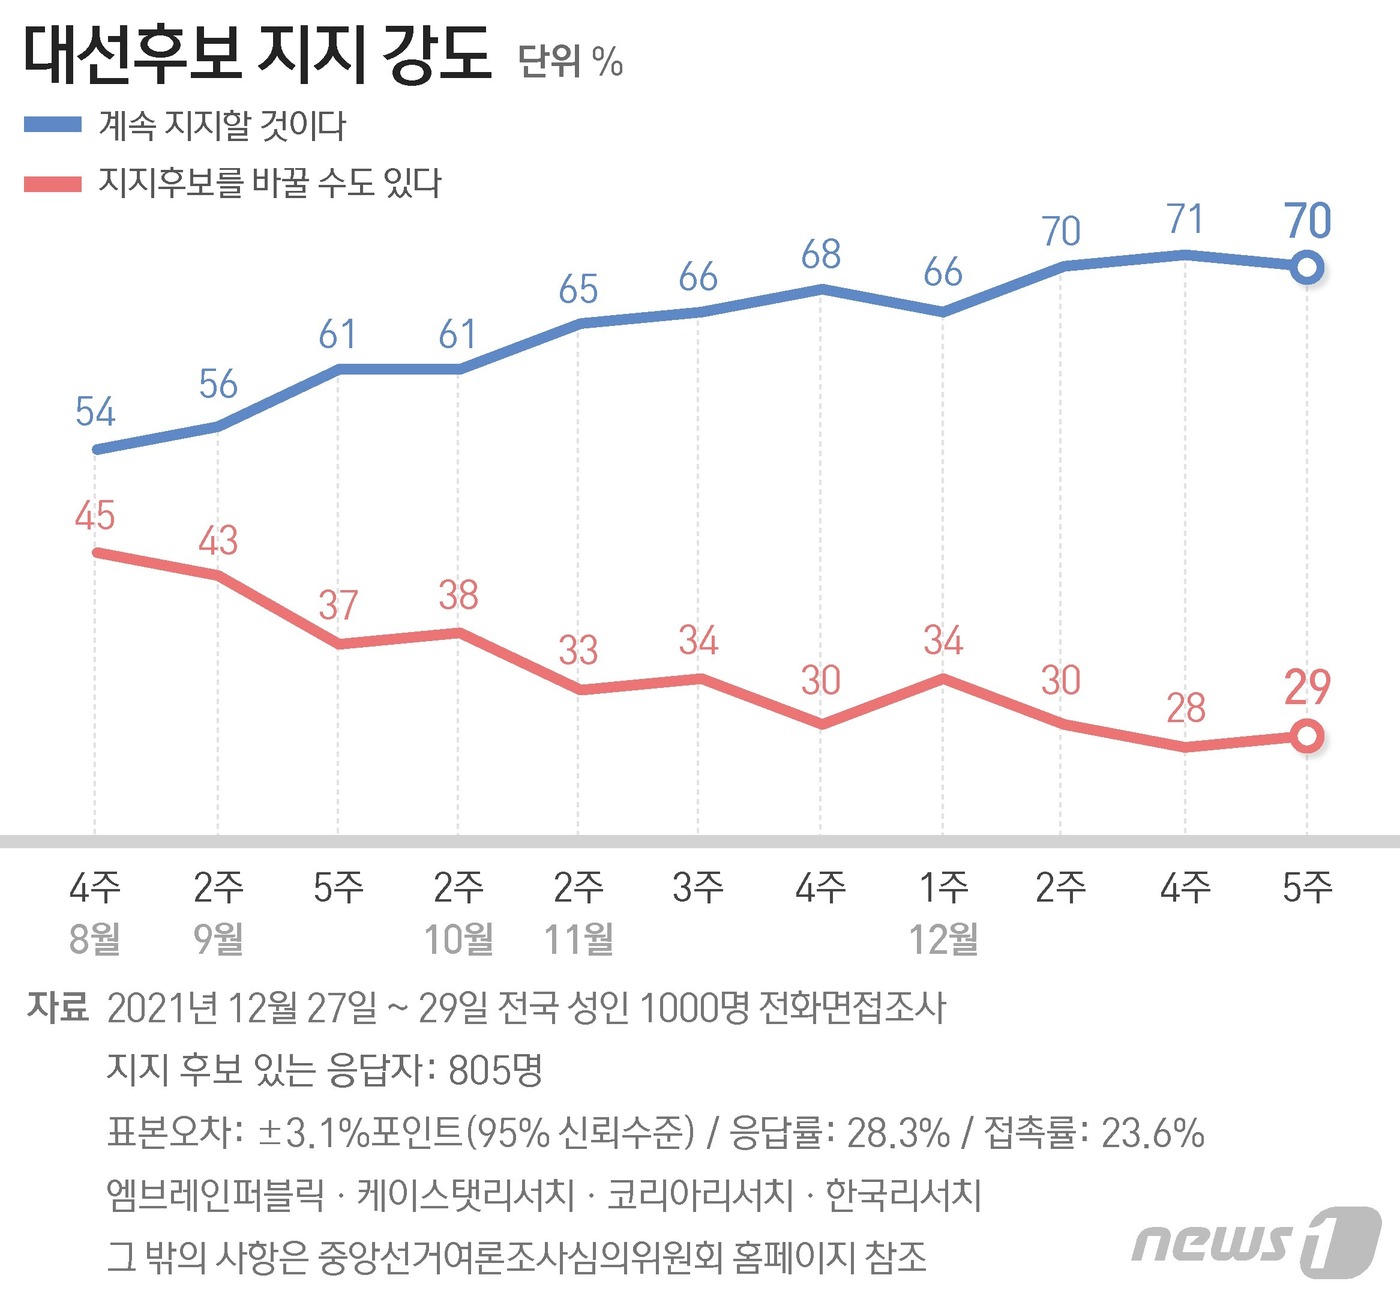 대선후보 지지 강도 단위 %
계속 지지할 것이다
지지후보를 바꿀 수도 있다
54 56 61 61 65 66 68 66 70 71 70
45 43 37 38 33 34 30 34 30 28 29
4주 2주 5주 2주 2주 3주 4주 1주 2주 4주 5주
8월 9월 10월 11월 12월
자료 2021년 12월 27일 ~ 29일 전국 성인 1000명 전화면접조사
지지 후보 있는 응답자: 805명
표본오차: ±3.1%포인트(95% 신뢰수준) / 응답률: 28.3% / 접촉률: 23.6%
엠브레인퍼블릭 · 케이스탯리서치 · 코리아리서치 · 한국리서치
그 밖의 사항은 중앙선거여론조사심의위원회 홈페이지 참조
news1